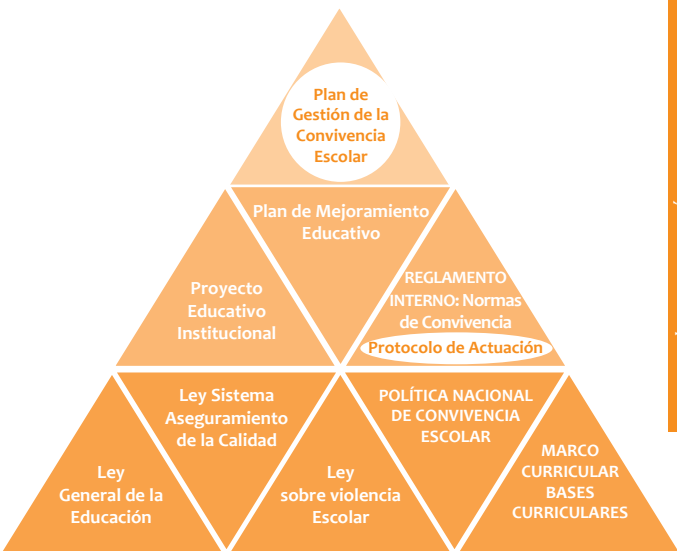 Plan de
Gestión de la
Convivencia
Escolar
Plan de Mejoramiento
Educativo
Proyecto
Educativo
Institucional
REGLAMENTO
INTERNO: Normas
de Convivencia
Protocolo de Actuación
Ley Sistema
Aseguramiento
de la Calidad
POLÍTICA NACIONAL
DE CONVIVENCIA
ESCOLAR
Ley
General de la
Educación
Ley
sobre violencia
Escolar
MARCO
CURRICULAR
BASES
CURRICULARES